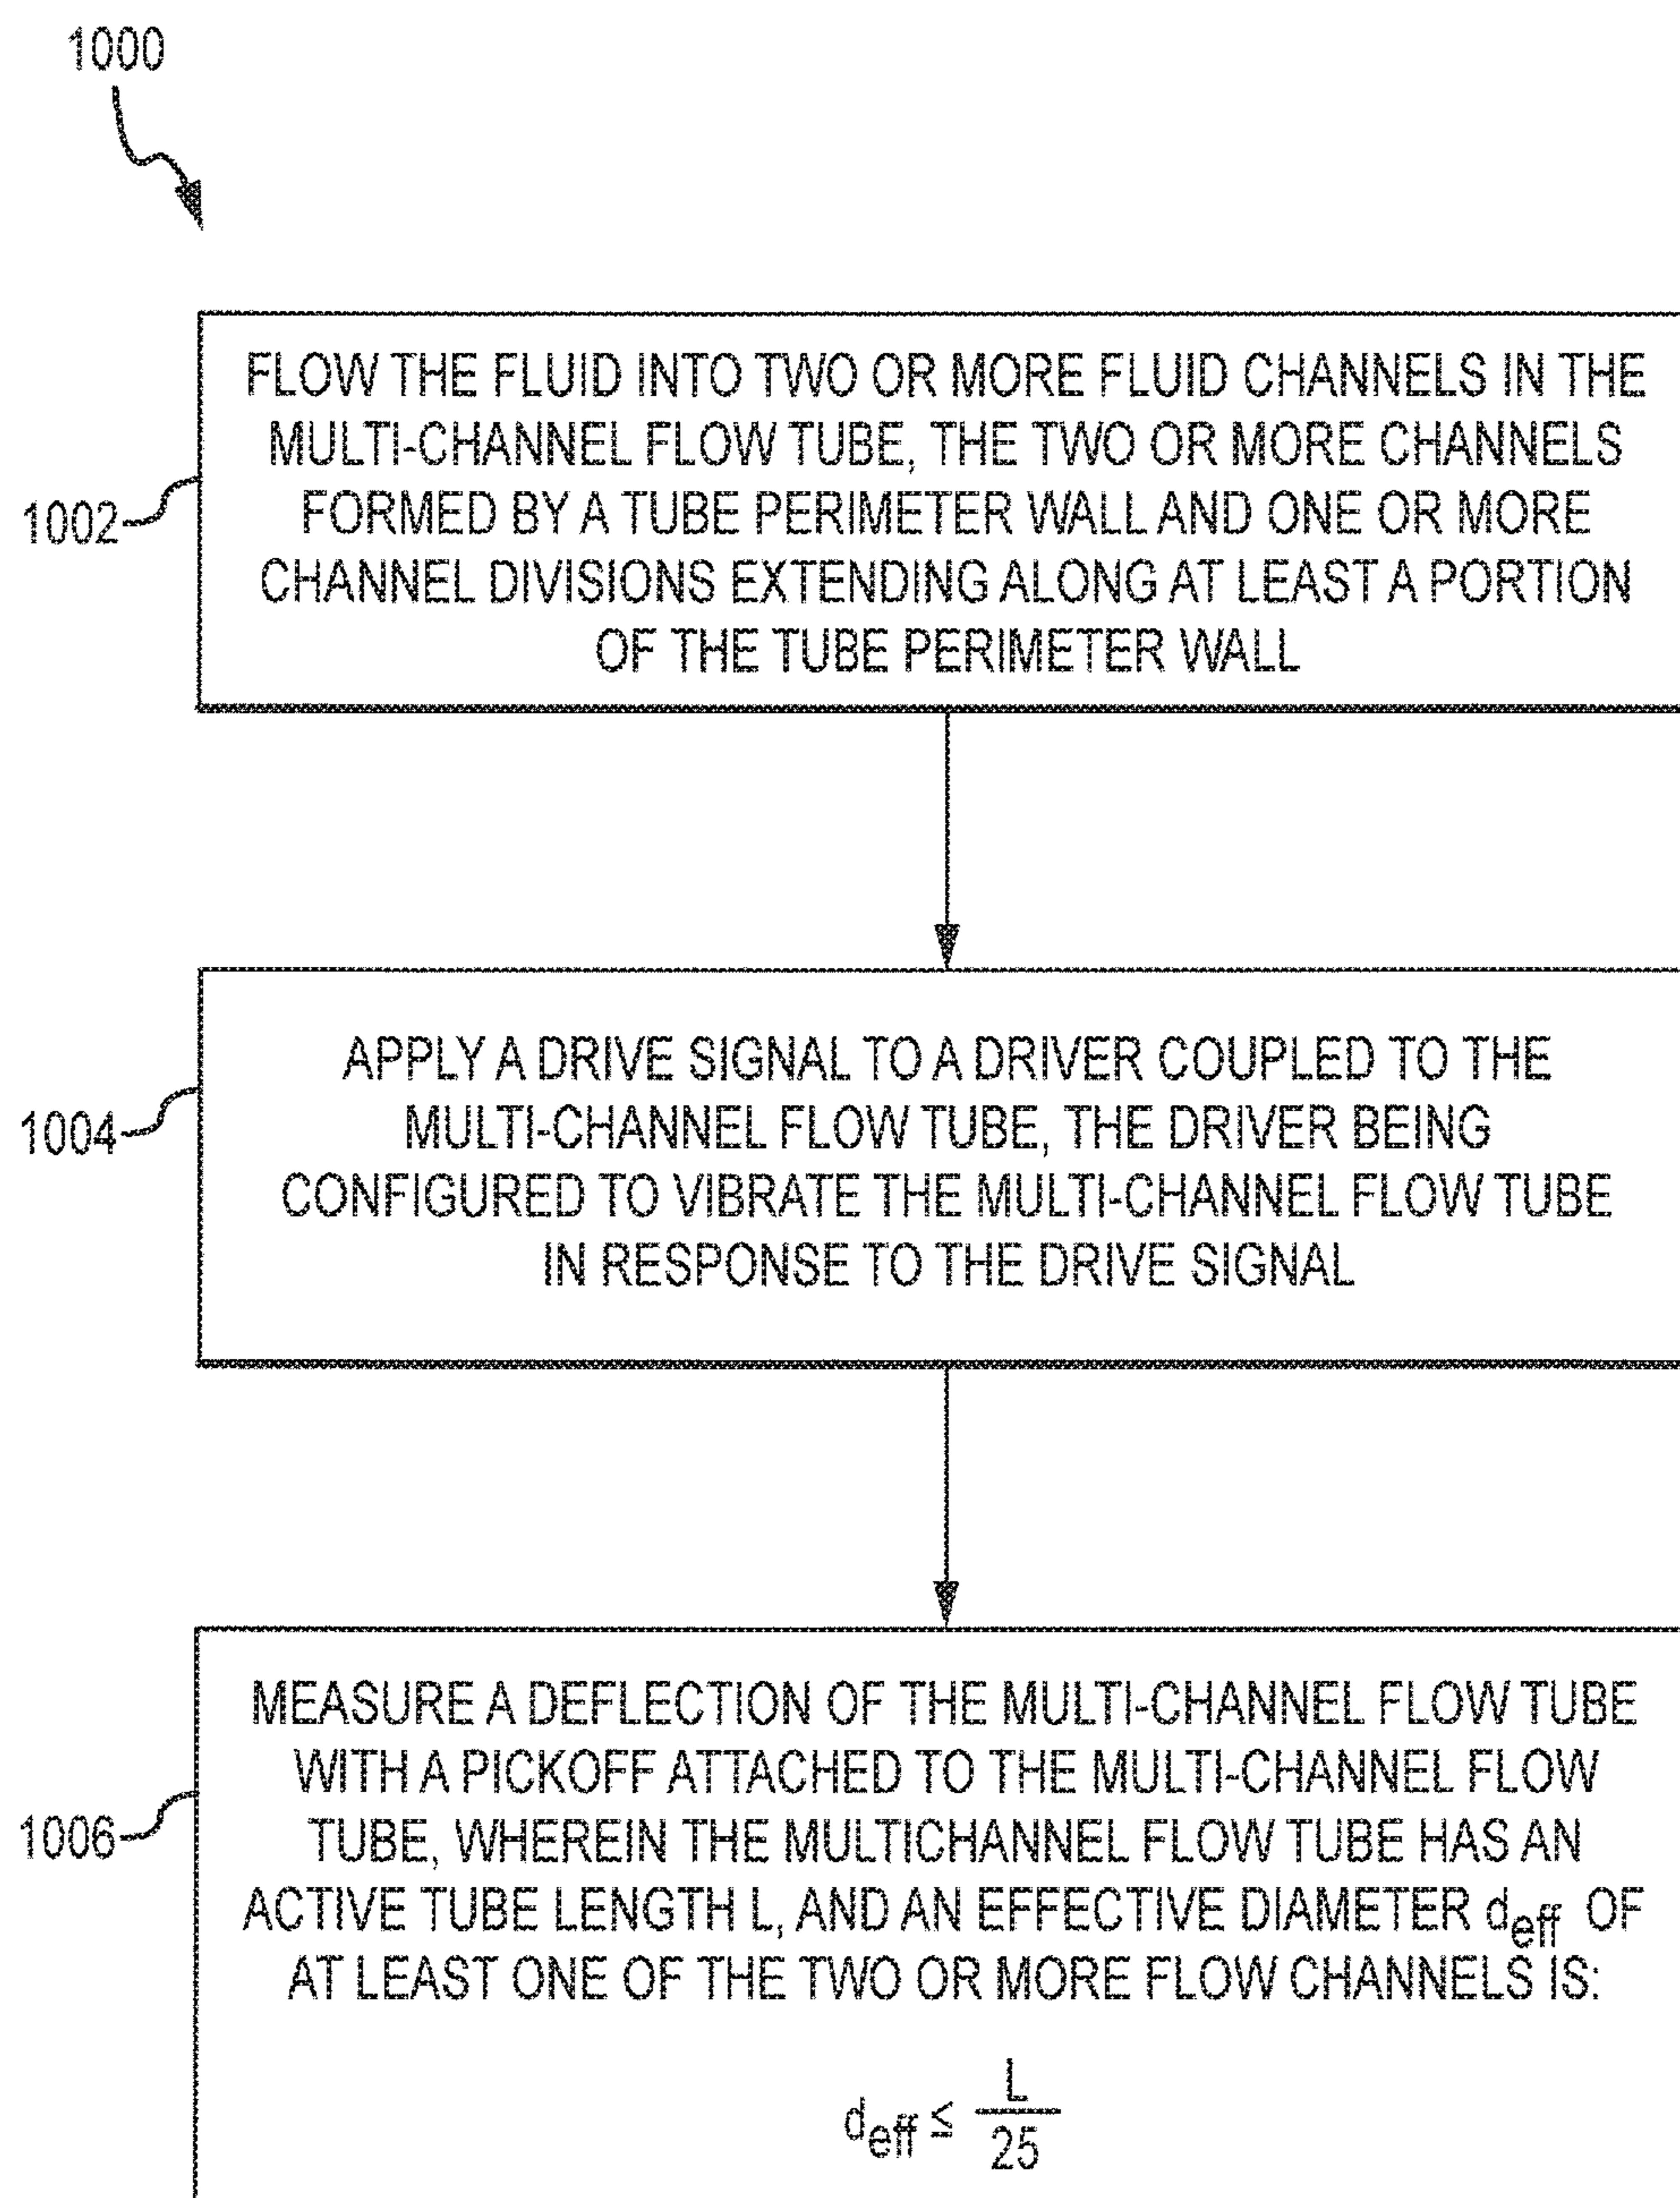 1000
FLOW THE FLUID INTO TWO OR MORE FLUID CHANNELS IN THE
MULTI-CHANNEL FLOW TUBE, THE TWO OR MORE CHANNELS
FORMED BY A TUBE PERIMETER WALL AND ONE OR MORE
CHANNEL DIVISIONS EXTENDING ALONG AT LEAST A PORTION
OF THE TUBE PERIMETER WALL
1002
APPLY A DRIVE SIGNAL TO A DRIVER COUPLED TO THE
MULTI-CHANNEL FLOW TUBE, THE DRIVER BEING
CONFIGURED TO VIBRATE THE MULTI-CHANNEL FLOW TUBE
IN RESPONSE TO THE DRIVE SIGNAL
1004
MEASURE A DEFLECTION OF THE MULTI-CHANNEL FLOW TUBE
WITH A PICKOFF ATTACHED TO THE MULTI-CHANNEL FLOW
TUBE, WHEREIN THE MULTICHANNEL FLOW TUBE HAS AN
ACTIVE TUBE LENGTH L, AND AN EFFECTIVE DIAMETER deff OF
AT LEAST ONE OF THE TWO OR MORE FLOW CHANNELS IS:
1006
deff ≤ L/25